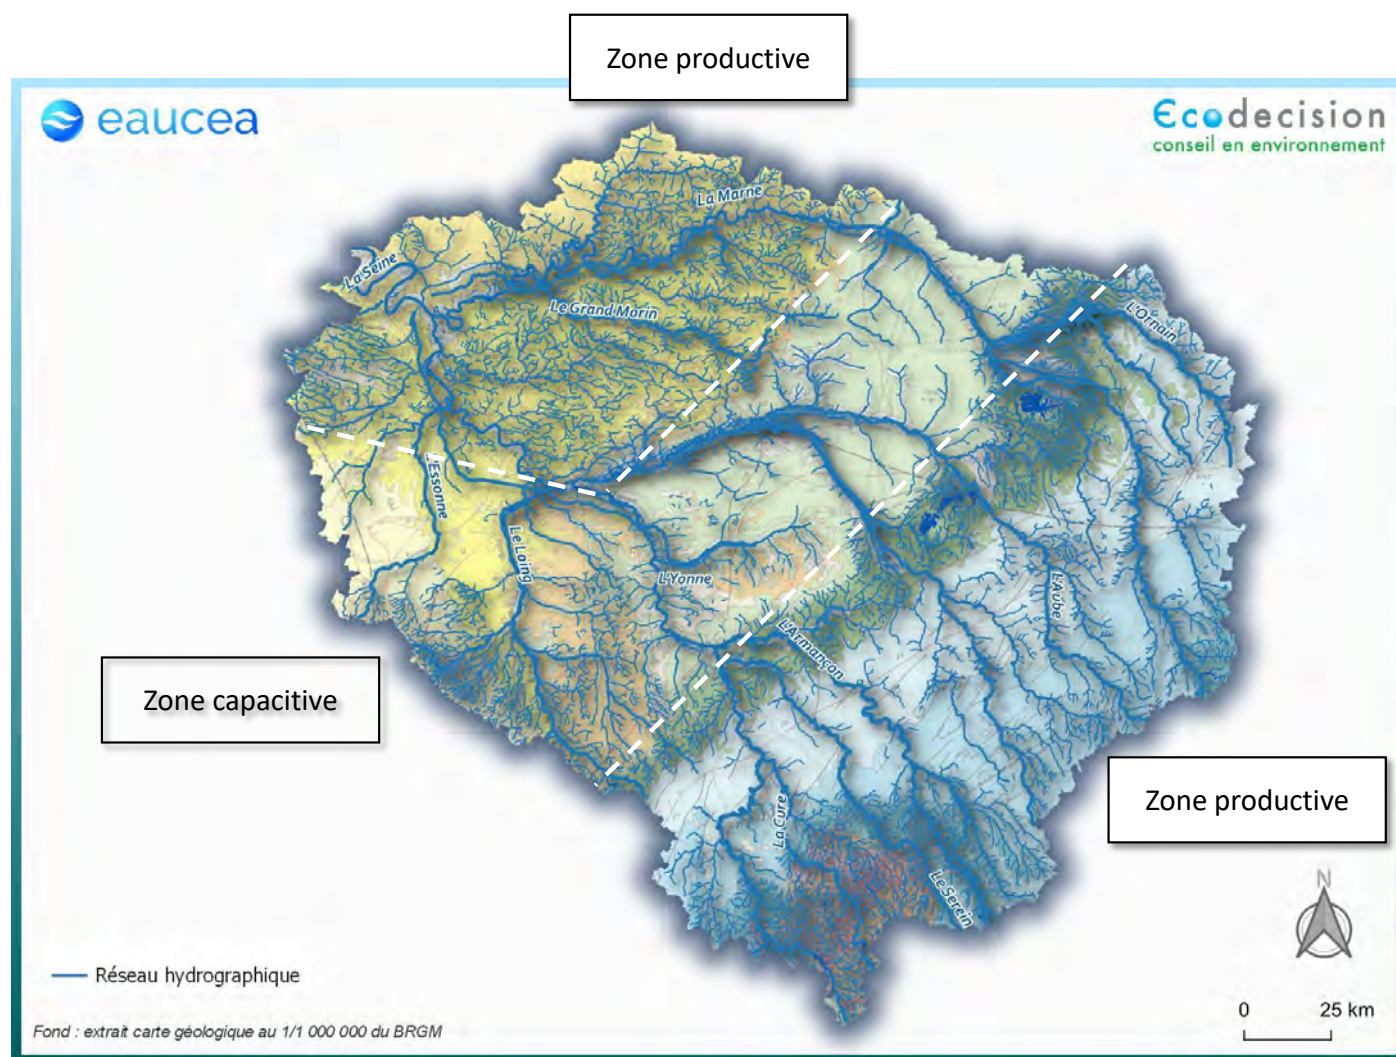 Zone productive
eaucea
Ecodecision
conseil en environnement
La Marne
La Seine
Le Grand Morin
L'Ornain
L'Essonne
Le Loing
L'Yonne
L'Aube
L'Armançon
Zone capacitive
Zone productive
La Cure
Le Serein
N
Réseau hydrographique
0 25 km
Fond : extrait carte géologique au 1/1 000 000 du BRGM